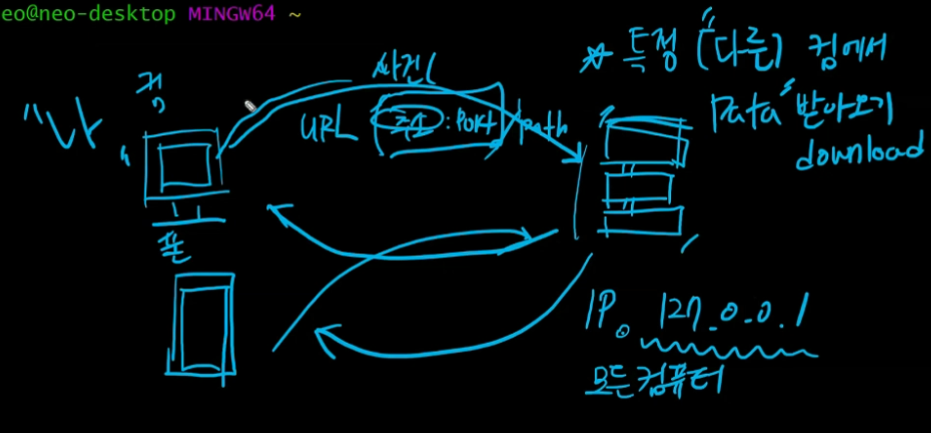 eo@neo-desktop MINGW64 ~
☆ 특정 ("다른") 컴에서
Data 받아오기
download
사진
컴
"나"
URL 주소:PORT/path
폰
IP. 127.0.0.1
모든컴퓨터